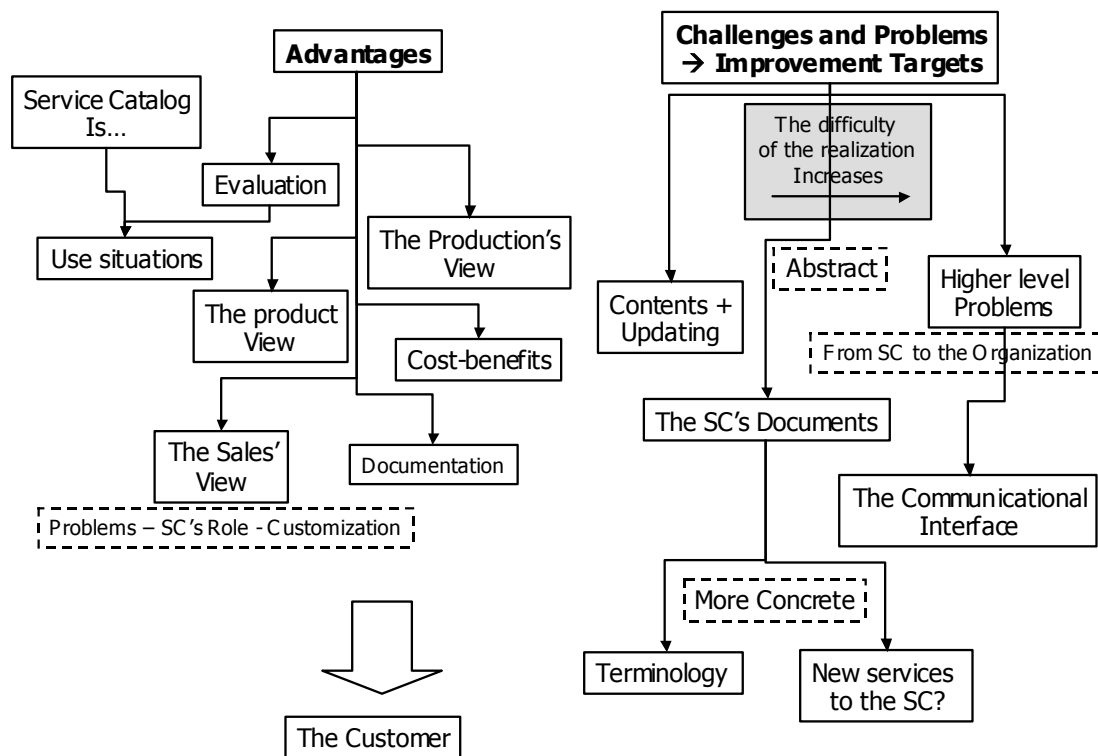 Advantages
Service Catalog
Is...
Evaluation
Use situations
The Production's
View
The product
View
Cost-benefits
The Sales'
View
Documentation
Problems – SC's Role - Customization
The Customer
Challenges and Problems
→ Improvement Targets
The difficulty
of the realization
Increases
Abstract
Contents +
Updating
Higher level
Problems
From SC to the Organization
The SC's Documents
The Communicational
Interface
More Concrete
Terminology
New services
to the SC?